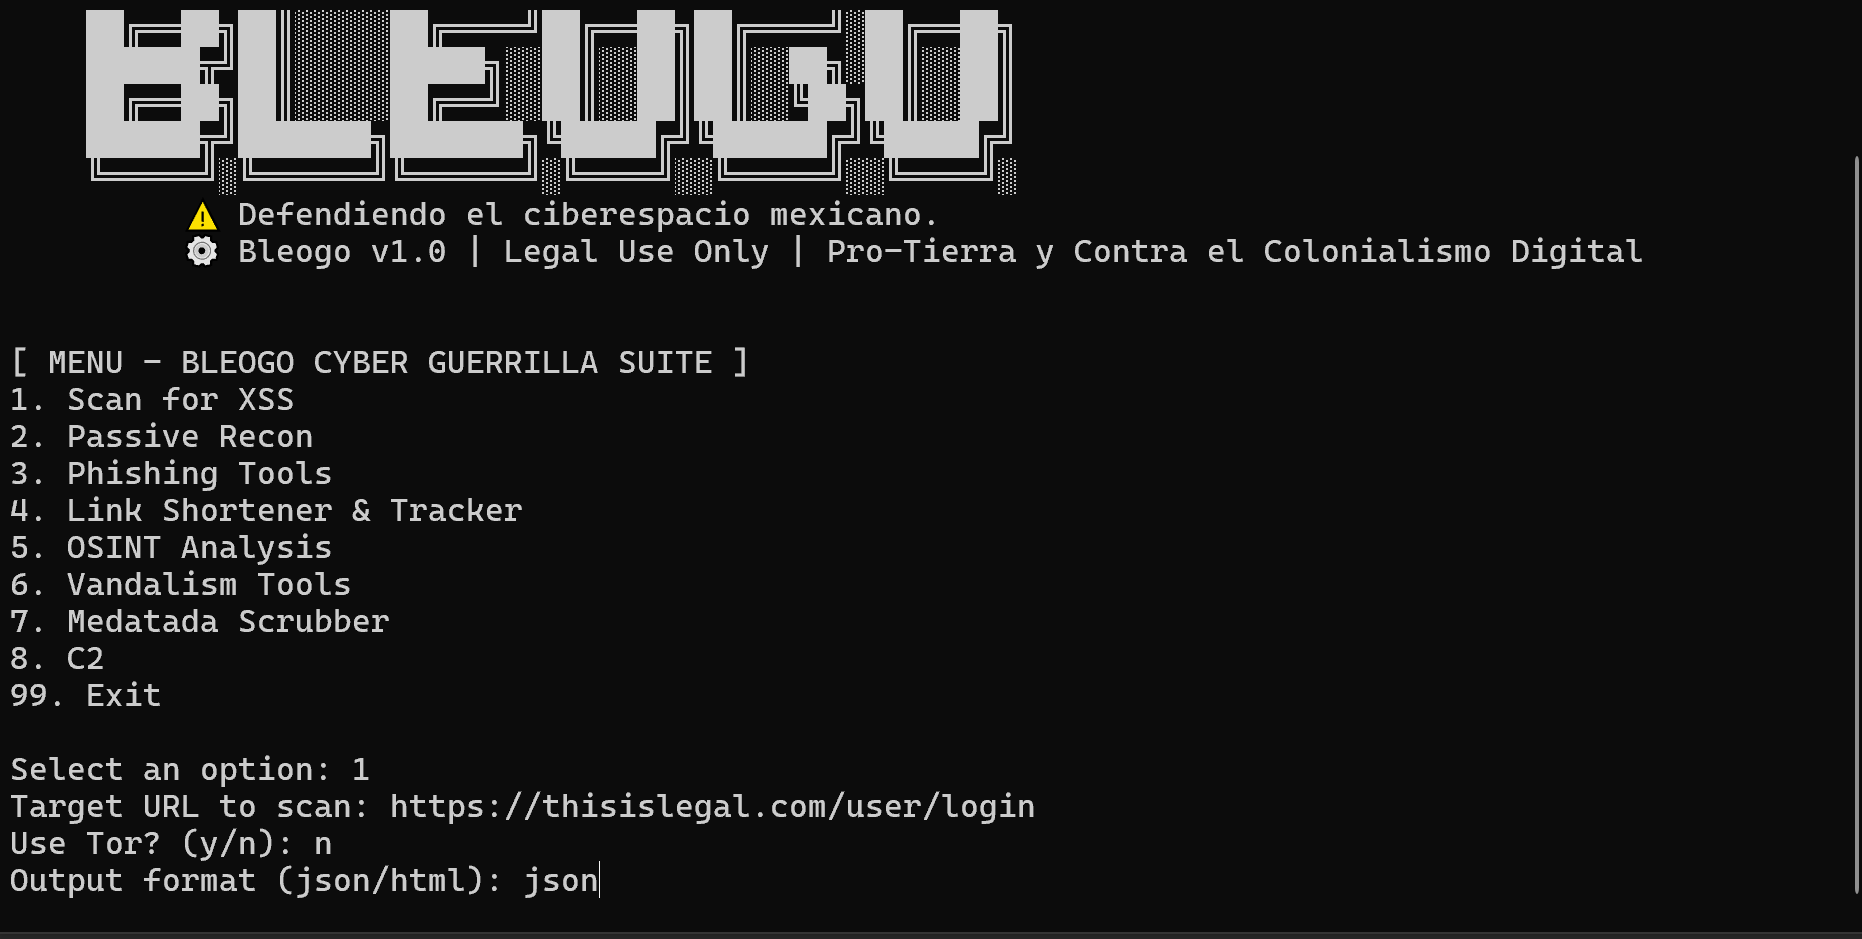 BLEOGO
⚠️ Defendiendo el ciberespacio mexicano.
⚙️ Bleogo v1.0 | Legal Use Only | Pro-Tierra y Contra el Colonialismo Digital
[ MENU - BLEOGO CYBER GUERRILLA SUITE ]
1. Scan for XSS
2. Passive Recon
3. Phishing Tools
4. Link Shortener & Tracker
5. OSINT Analysis
6. Vandalism Tools
7. Medatada Scrubber
8. C2
99. Exit
Select an option: 1
Target URL to scan: https://thisislegal.com/user/login
Use Tor? (y/n): n
Output format (json/html): json